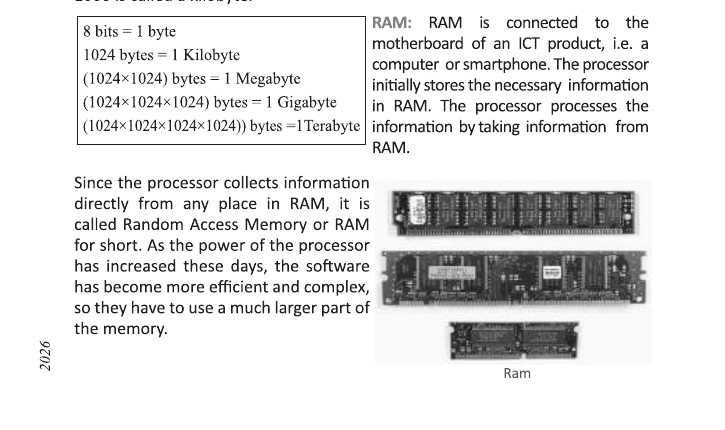 8 bits = 1 byte
1024 bytes = 1 Kilobyte
(1024×1024) bytes = 1 Megabyte
(1024×1024×1024) bytes = 1 Gigabyte
(1024×1024×1024×1024)) bytes =1Terabyte
RAM: RAM is connected to the
motherboard of an ICT product, i.e. a
computer or smartphone. The processor
initially stores the necessary information
in RAM. The processor processes the
information by taking information from
RAM.
Since the processor collects information
directly from any place in RAM, it is
called Random Access Memory or RAM
for short. As the power of the processor
has increased these days, the software
has become more efficient and complex,
so they have to use a much larger part of
the memory.
Ram
2026